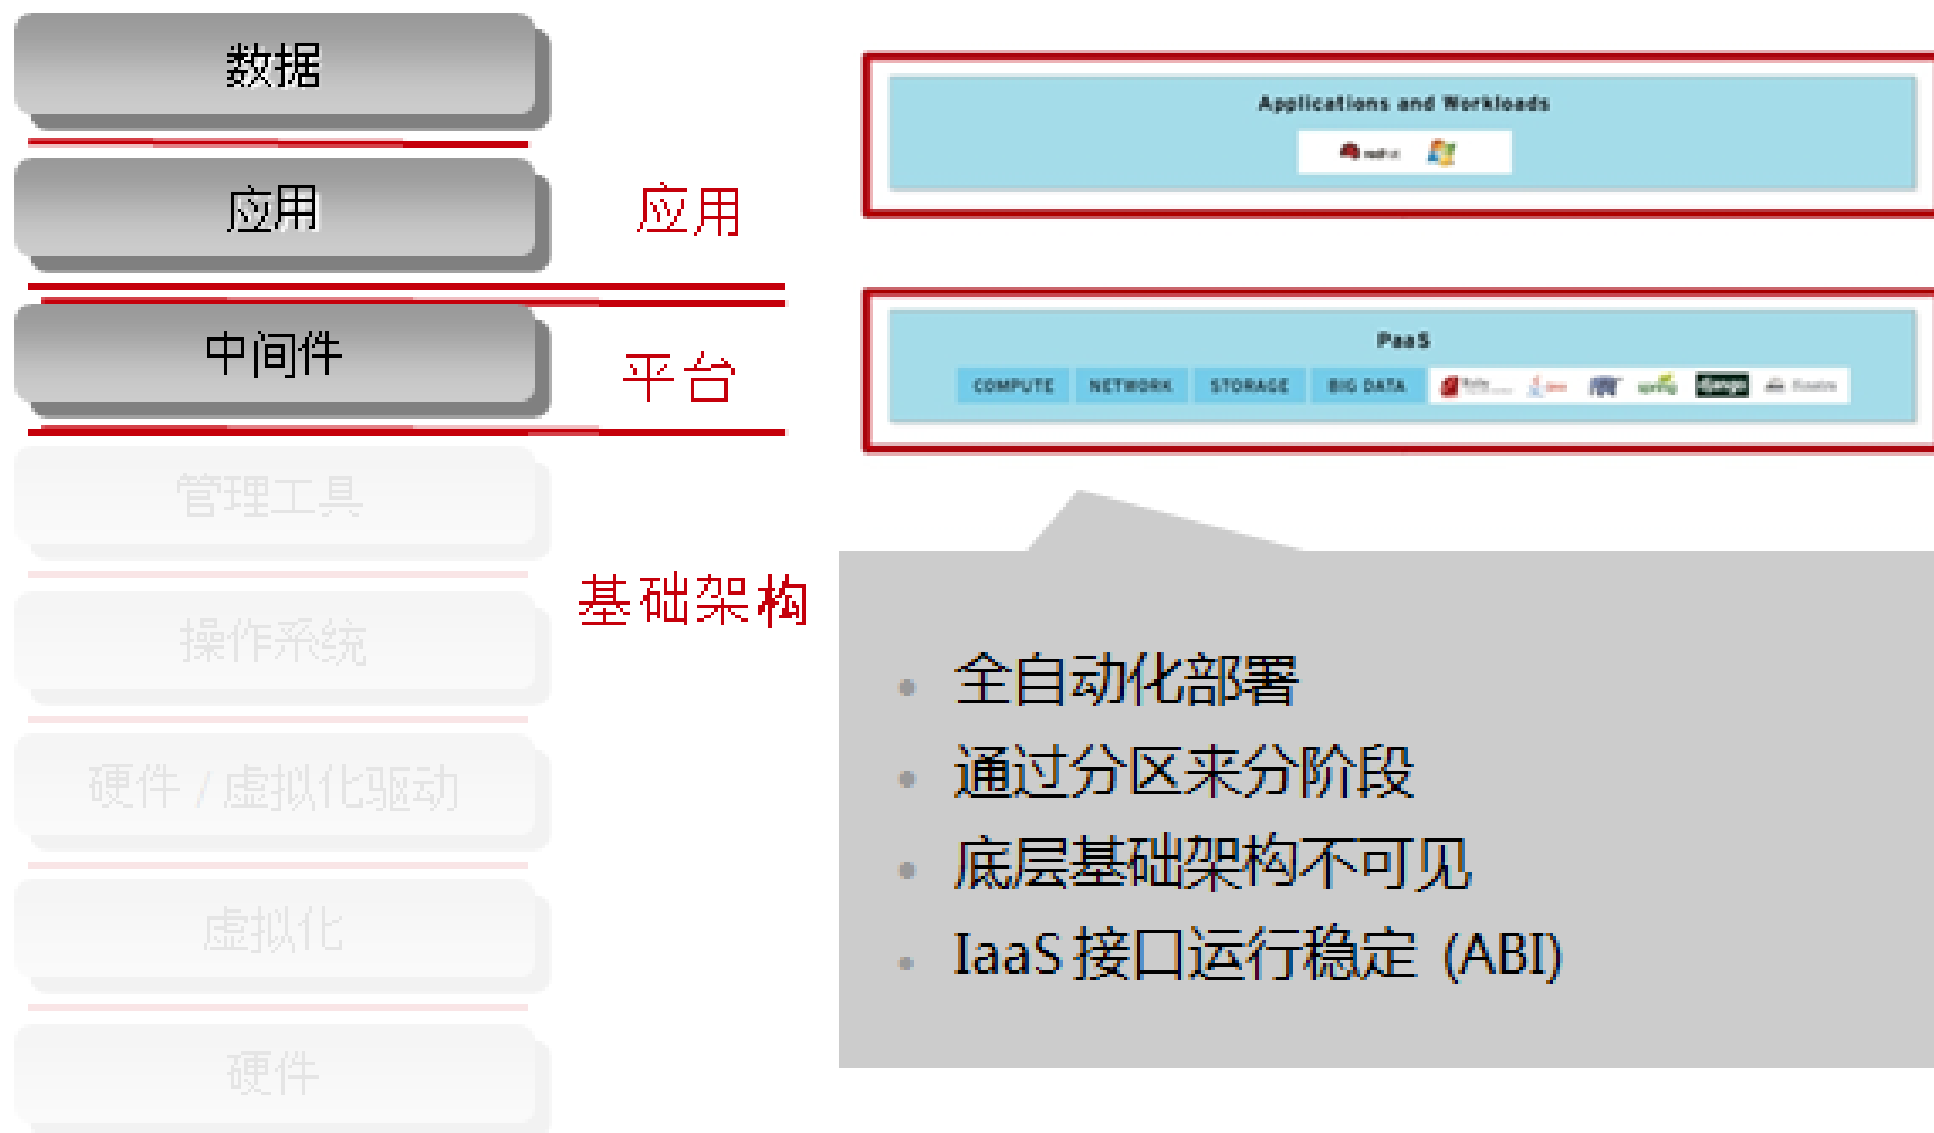 数据
应用
中间件
管理工具
操作系统
硬件 / 虚拟化驱动
虚拟化
硬件
应用
平台
基础架构
Applications and Workloads
PaaS
COMPUTE NETWORK STORAGE BIG DATA
spring
django
• 全自动化部署
• 通过分区来分阶段
• 底层基础架构不可见
• IaaS 接口运行稳定 (ABI)